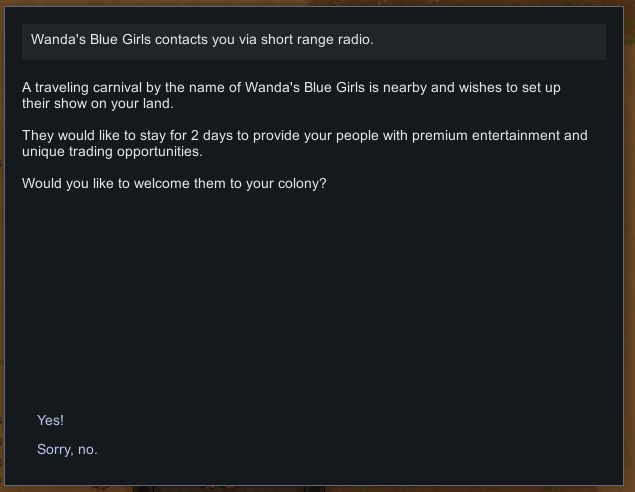 Wanda's Blue Girls contacts you via short range radio.
A traveling carnival by the name of Wanda's Blue Girls is nearby and wishes to set up
their show on your land.
They would like to stay for 2 days to provide your people with premium entertainment and
unique trading opportunities.
Would you like to welcome them to your colony?
Yes!
Sorry, no.